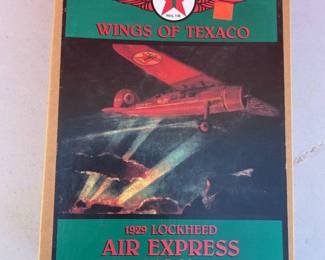 WINGS OF TEXACO
1929 LOCKHEED
AIR EXPRESS